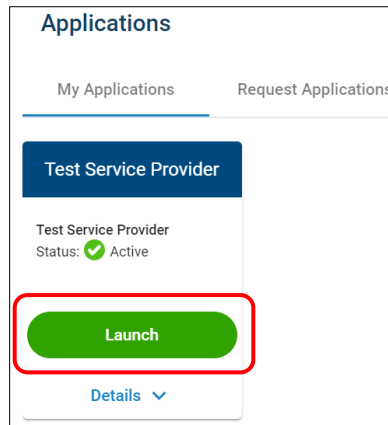 Applications
My Applications Request Applications
Test Service Provider
Test Service Provider
Status: Active
Launch
Details